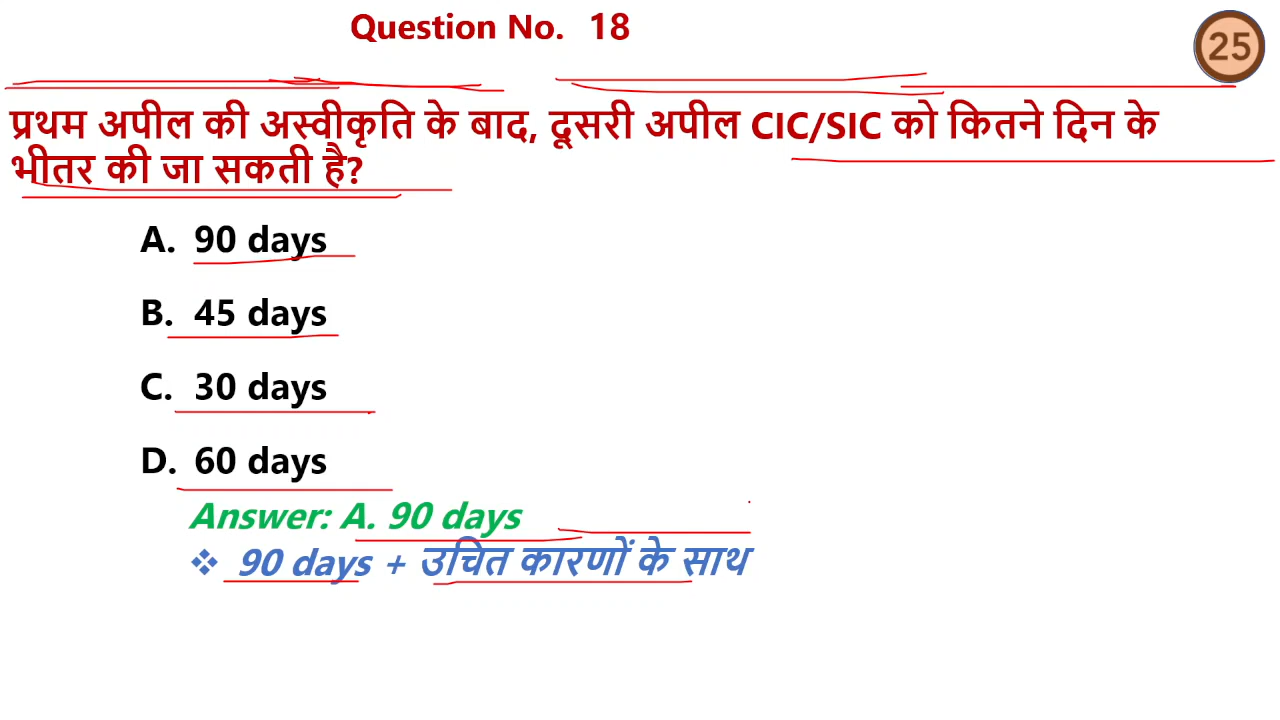 Question No. 18
25
प्रथम अपील की अस्वीकृति के बाद, दूसरी अपील CIC/SIC को कितने दिन के
भीतर की जा सकती है?
A. 90 days
B. 45 days
C. 30 days
D. 60 days
Answer: A. 90 days
❖ 90 days + उचित कारणों के साथ